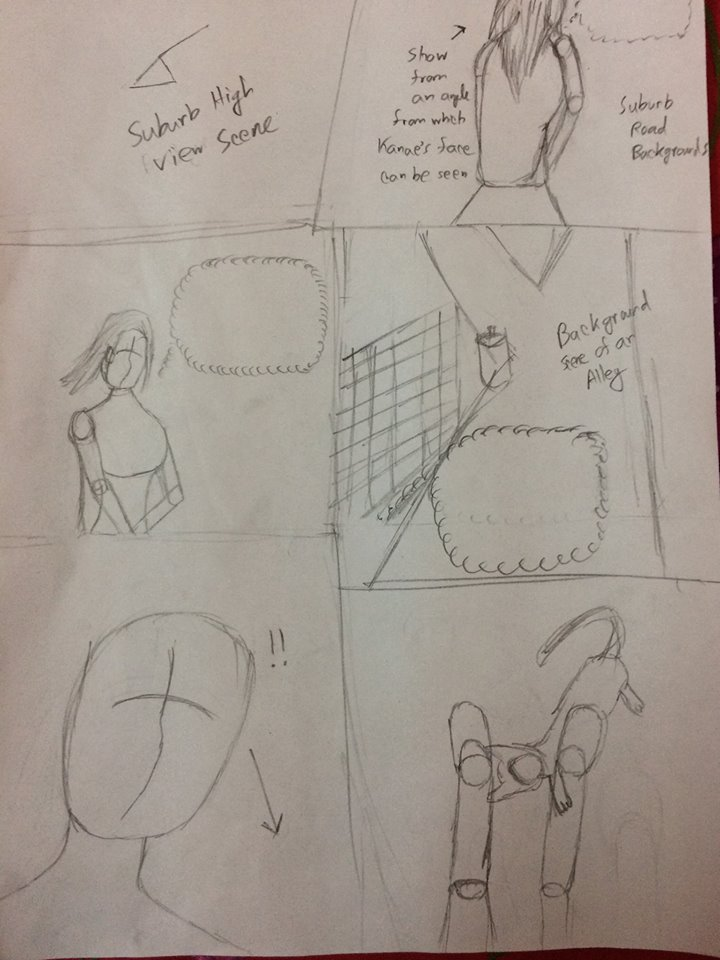 Suburb High
view Scene
Show
from
an angle
from which
Kanae's face
can be seen
Suburb
Road
Backgrounds
Background
of an
Alley
!!